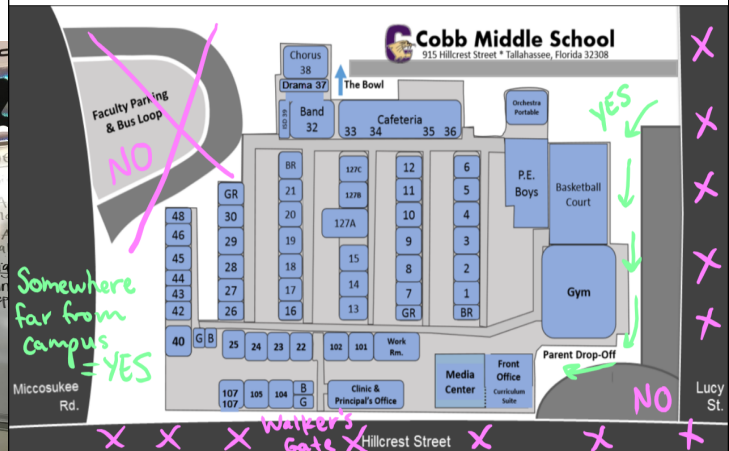 Cobb Middle School
915 Hillcrest Street * Tallahassee, Florida 32308
Chorus
38
Drama 37
The Bowl
ISD 39
Band
32
Cafeteria
33 34 35 36
Orchestra
Portable
YES
Faculty Parking
& Bus Loop
NO
P.E.
Boys
Basketball
Court
Gym
BR
21
20
19
18
17
16
127C
127B
127A
15
14
13
12
11
10
9
8
7
GR
6
5
4
3
2
1
BR
GR
30
29
28
27
26
48
46
45
44
43
42
Somewhere
far from
campus
= YES
40
G B
25 24 23 22
102 101
Work
Rm.
Parent Drop-Off
NO
Media
Center
Front
Office
Curriculum
Suite
107
107
105 104
B
G
Clinic &
Principal's Office
Miccosukee
Rd.
Lucy
St.
Walker's
Gate
Hillcrest Street